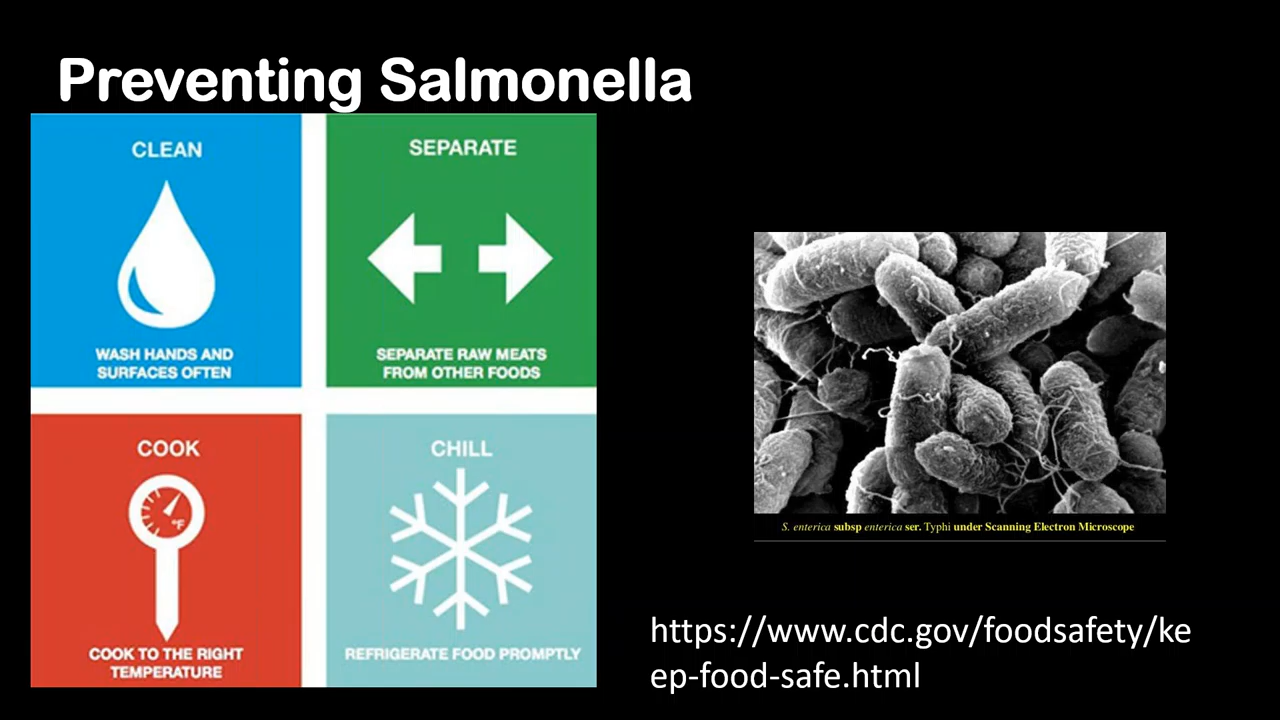 Preventing Salmonella
CLEAN
WASH HANDS AND
SURFACES OFTEN
SEPARATE
SEPARATE RAW MEATS
FROM OTHER FOODS
COOK
°F
COOK TO THE RIGHT
TEMPERATURE
CHILL
REFRIGERATE FOOD PROMPTLY
S. enterica subsp enterica ser. Typhi under Scanning Electron Microscope
https://www.cdc.gov/foodsafety/ke
ep-food-safe.html